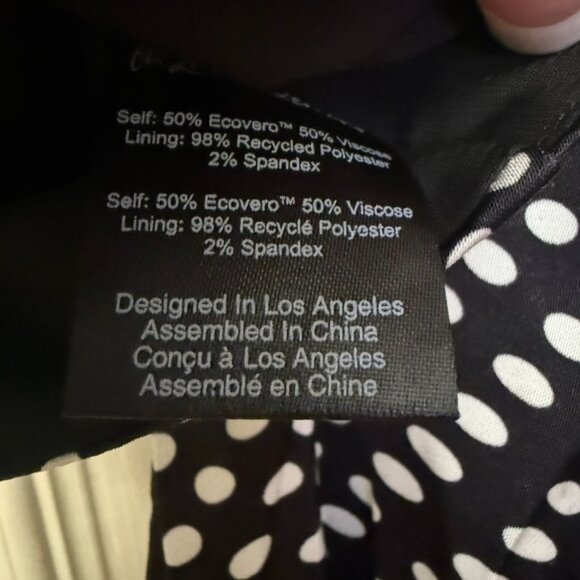 Self: 50% Ecovero™ 50% Viscose
Lining: 98% Recycled Polyester
2% Spandex
Self: 50% Ecovero™ 50% Viscose
Lining: 98% Recyclé Polyester
2% Spandex
Designed In Los Angeles
Assembled In China
Conçu à Los Angeles
Assemblé en Chine